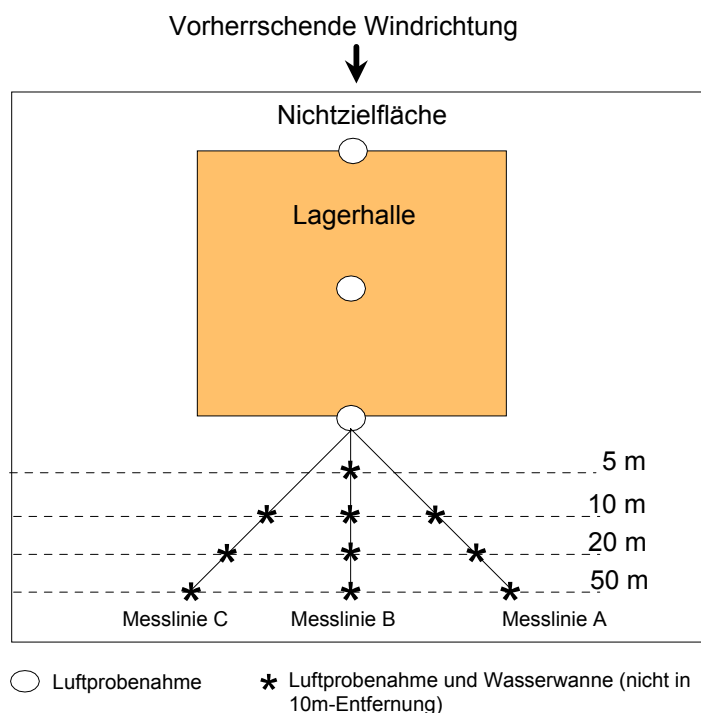 Vorherrschende Windrichtung
Nichtzielfläche
Lagerhalle
5 m
10 m
20 m
50 m
Messlinie C Messlinie B Messlinie A
Luftprobenahme
Luftprobenahme und Wasserwanne (nicht in
10m-Entfernung)